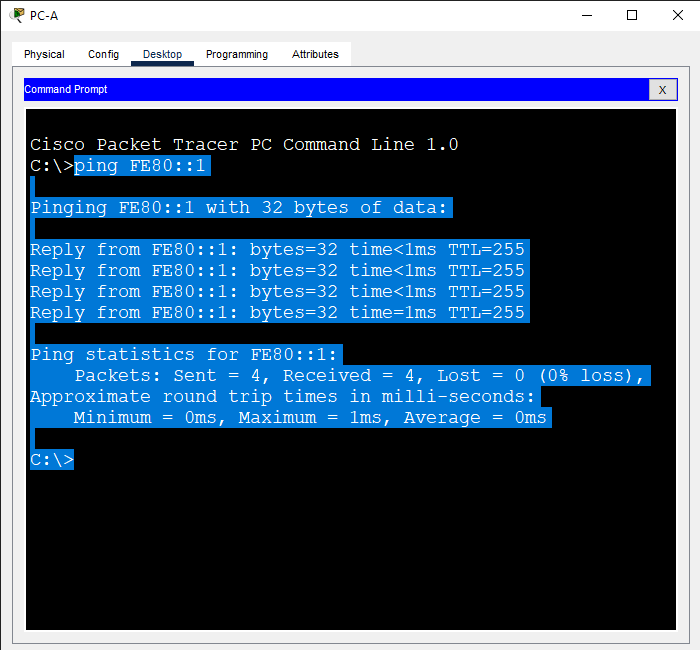 PC-A
Physical Config Desktop Programming Attributes
Command Prompt X
Cisco Packet Tracer PC Command Line 1.0
C:\>ping FE80::1
Pinging FE80::1 with 32 bytes of data:
Reply from FE80::1: bytes=32 time<1ms TTL=255
Reply from FE80::1: bytes=32 time<1ms TTL=255
Reply from FE80::1: bytes=32 time<1ms TTL=255
Reply from FE80::1: bytes=32 time=1ms TTL=255
Ping statistics for FE80::1:
Packets: Sent = 4, Received = 4, Lost = 0 (0% loss),
Approximate round trip times in milli-seconds:
Minimum = 0ms, Maximum = 1ms, Average = 0ms
C:\>